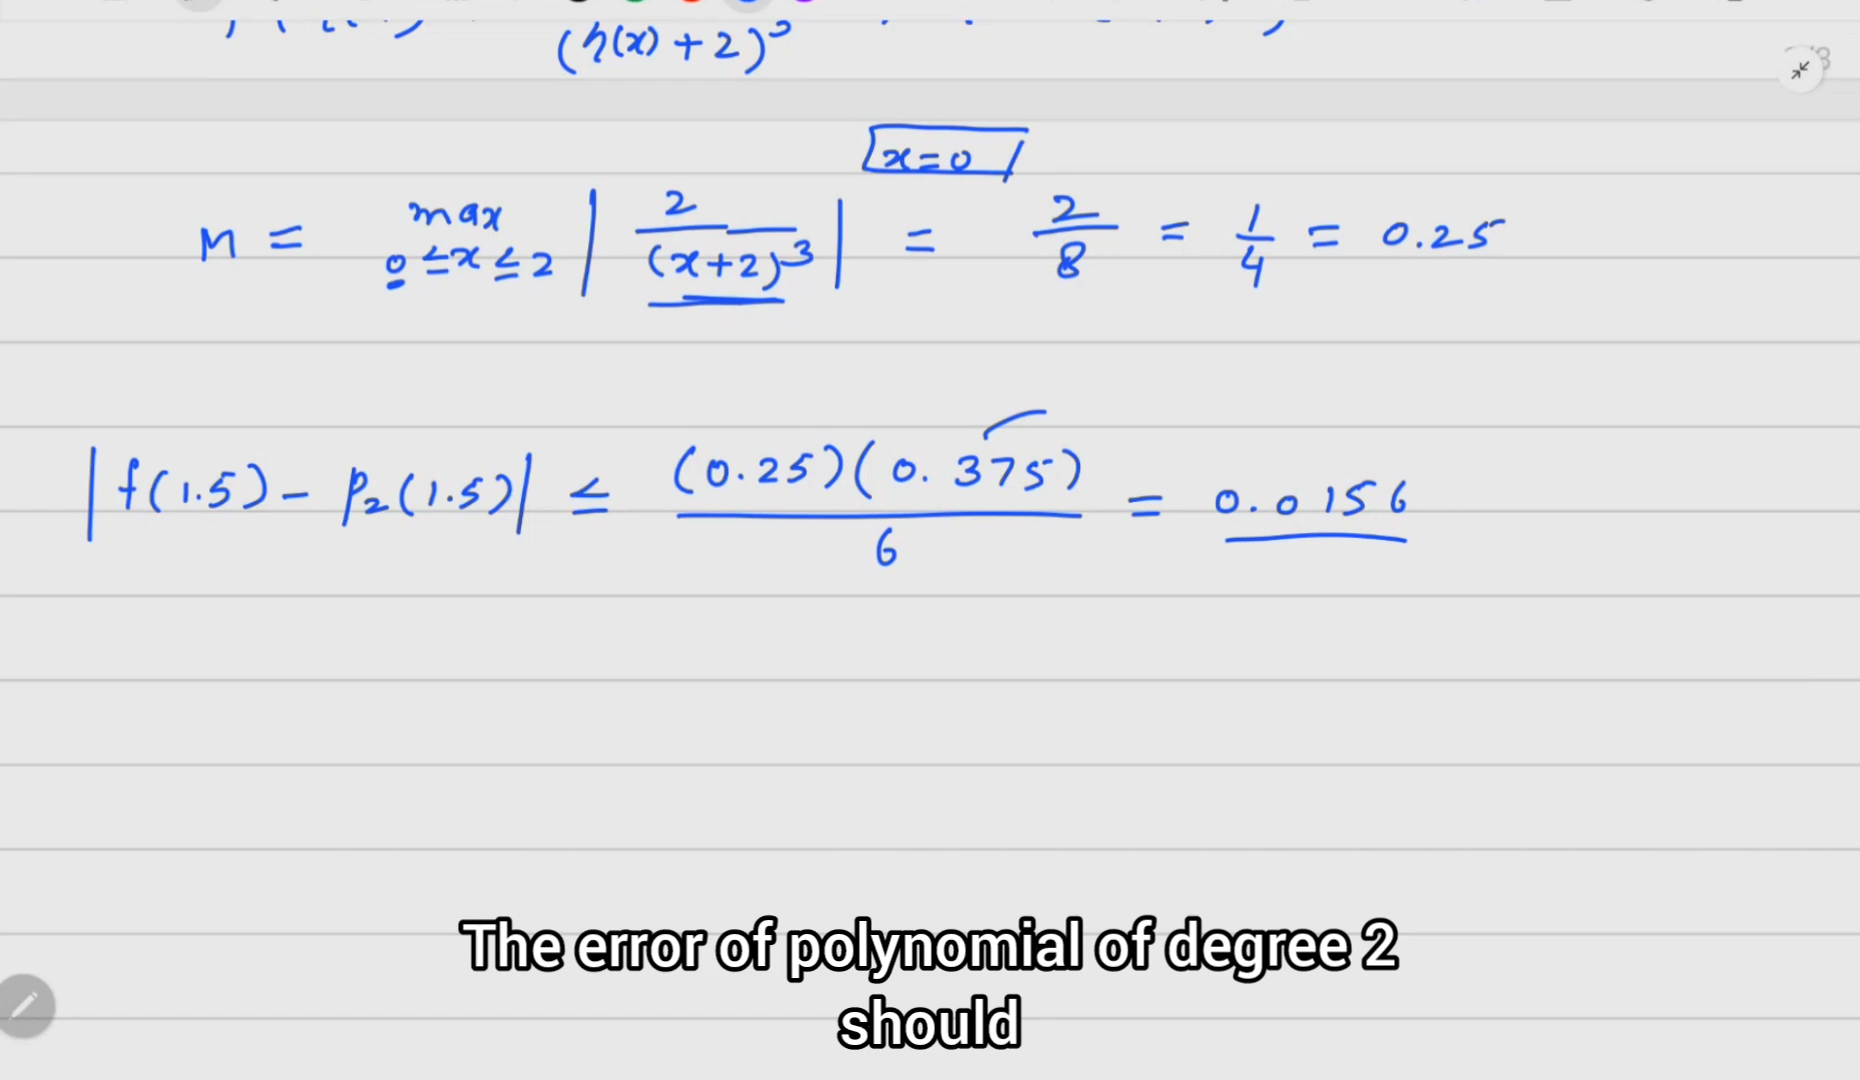 (η(x) + 2)³
x=0
M = max 0≤x≤2 | 2/(x+2)³ | = 2/8 = 1/4 = 0.25
|f(1.5) - p₂(1.5)| ≤ (0.25)(0.375)/6 = 0.0156
The error of polynomial of degree 2
should